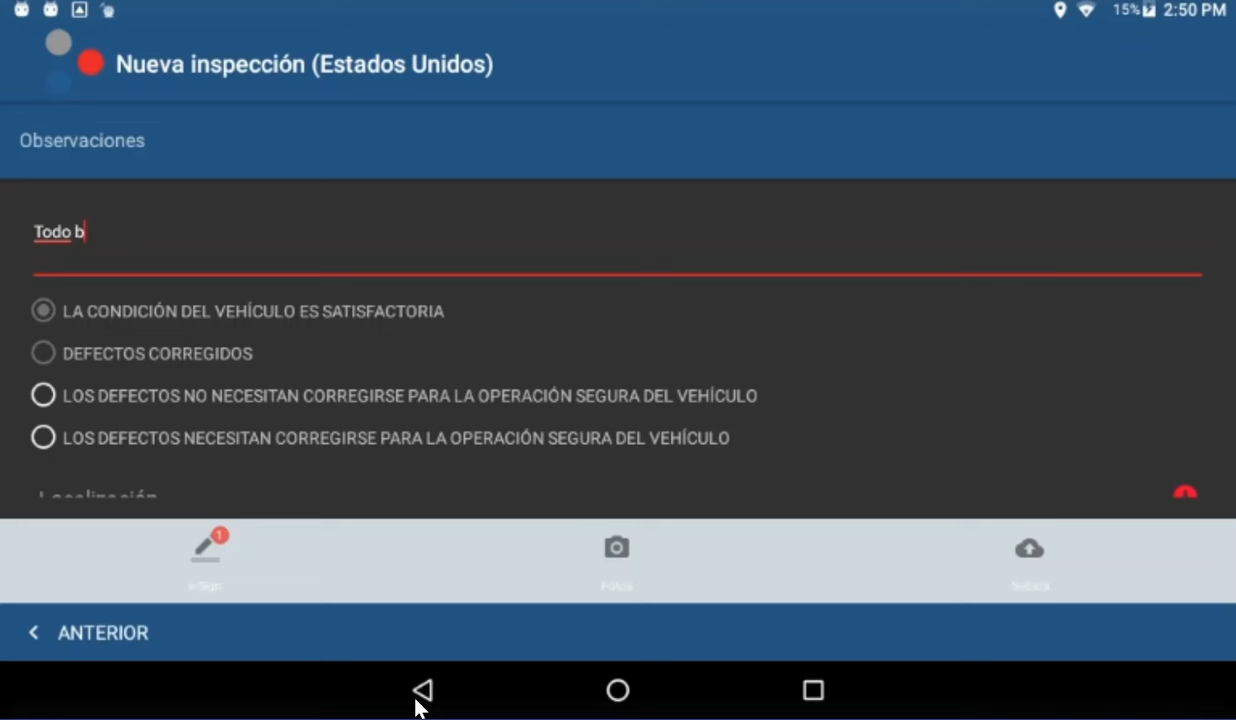 15% 2:50 PM
Nueva inspección (Estados Unidos)
Observaciones
Todo b
LA CONDICIÓN DEL VEHÍCULO ES SATISFACTORIA
DEFECTOS CORREGIDOS
LOS DEFECTOS NO NECESITAN CORREGIRSE PARA LA OPERACIÓN SEGURA DEL VEHÍCULO
LOS DEFECTOS NECESITAN CORREGIRSE PARA LA OPERACIÓN SEGURA DEL VEHÍCULO
Localización
1
Fotos
ANTERIOR